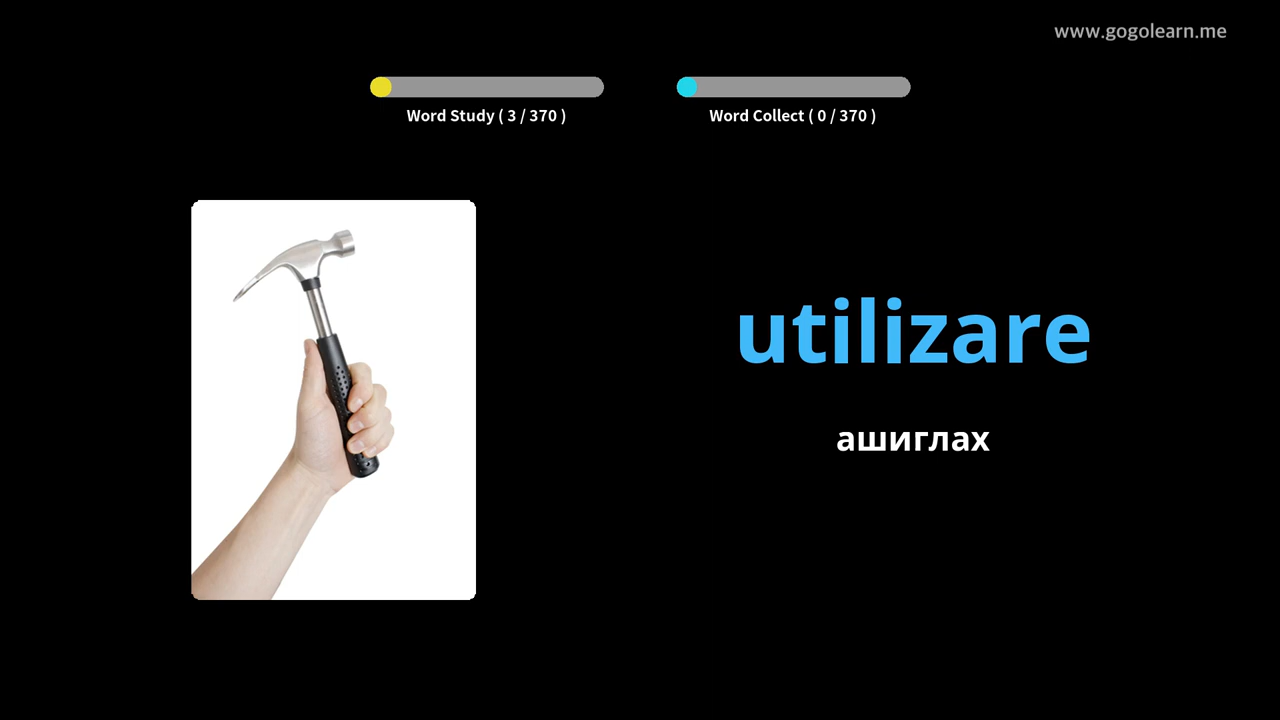 www.gogolearn.me
Word Study ( 3 / 370 )
Word Collect ( 0 / 370 )
utilizare
ашиглах